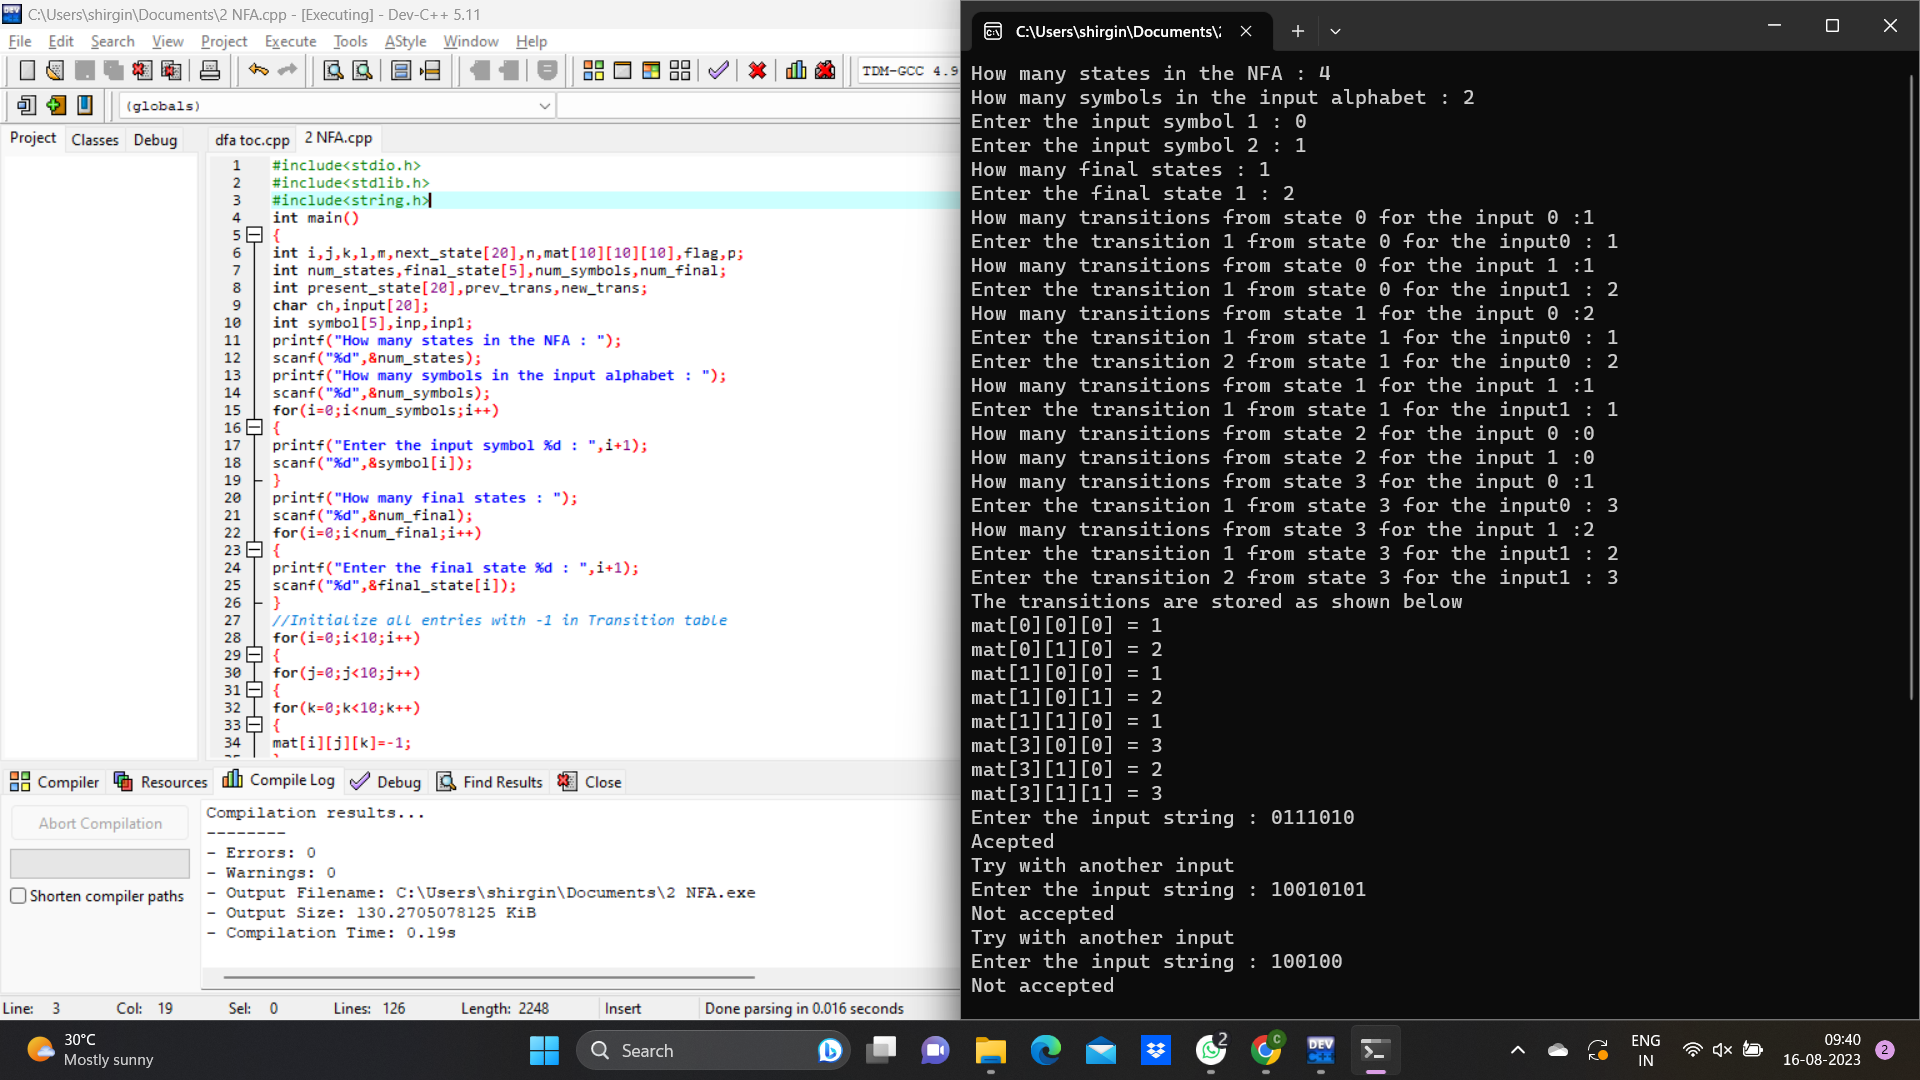 C:\Users\shirgin\Documents\2 NFA.cpp - [Executing] - Dev-C++ 5.11
File Edit Search View Project Execute Tools AStyle Window Help
TDM-GCC 4.9
(globals)
Project Classes Debug
dfa toc.cpp 2 NFA.cpp
1 #include<stdio.h>
2 #include<stdlib.h>
3 #include<string.h>
4 int main()
5 {
6 int i,j,k,l,m,next_state[20],n,mat[10][10][10],flag,p;
7 int num_states,final_state[5],num_symbols,num_final;
8 int present_state[20],prev_trans,new_trans;
9 char ch,input[20];
10 int symbol[5],inp,inp1;
11 printf("How many states in the NFA : ");
12 scanf("%d",&num_states);
13 printf("How many symbols in the input alphabet : ");
14 scanf("%d",&num_symbols);
15 for(i=0;i<num_symbols;i++)
16 {
17 printf("Enter the input symbol %d : ",i+1);
18 scanf("%d",&symbol[i]);
19 }
20 printf("How many final states : ");
21 scanf("%d",&num_final);
22 for(i=0;i<num_final;i++)
23 {
24 printf("Enter the final state %d : ",i+1);
25 scanf("%d",&final_state[i]);
26 }
27 //Initialize all entries with -1 in Transition table
28 for(i=0;i<10;i++)
29 {
30 for(j=0;j<10;j++)
31 {
32 for(k=0;k<10;k++)
33 {
34 mat[i][j][k]=-1;
Compiler Resources Compile Log Debug Find Results Close
Abort Compilation
Shorten compiler paths
Compilation results...
--------
- Errors: 0
- Warnings: 0
- Output Filename: C:\Users\shirgin\Documents\2 NFA.exe
- Output Size: 130.2705078125 KiB
- Compilation Time: 0.19s
Line: 3 Col: 19 Sel: 0 Lines: 126 Length: 2248 Insert Done parsing in 0.016 seconds
C:\Users\shirgin\Documents\2
How many states in the NFA : 4
How many symbols in the input alphabet : 2
Enter the input symbol 1 : 0
Enter the input symbol 2 : 1
How many final states : 1
Enter the final state 1 : 2
How many transitions from state 0 for the input 0 :1
Enter the transition 1 from state 0 for the input0 : 1
How many transitions from state 0 for the input 1 :1
Enter the transition 1 from state 0 for the input1 : 2
How many transitions from state 1 for the input 0 :2
Enter the transition 1 from state 1 for the input0 : 1
Enter the transition 2 from state 1 for the input0 : 2
How many transitions from state 1 for the input 1 :1
Enter the transition 1 from state 1 for the input1 : 1
How many transitions from state 2 for the input 0 :0
How many transitions from state 2 for the input 1 :0
How many transitions from state 3 for the input 0 :1
Enter the transition 1 from state 3 for the input0 : 3
How many transitions from state 3 for the input 1 :2
Enter the transition 1 from state 3 for the input1 : 2
Enter the transition 2 from state 3 for the input1 : 3
The transitions are stored as shown below
mat[0][0][0] = 1
mat[0][1][0] = 2
mat[1][0][0] = 1
mat[1][0][1] = 2
mat[1][1][0] = 1
mat[3][0][0] = 3
mat[3][1][0] = 2
mat[3][1][1] = 3
Enter the input string : 0111010
Acepted
Try with another input
Enter the input string : 10010101
Not accepted
Try with another input
Enter the input string : 100100
Not accepted
30°C
Mostly sunny
Search
2
C
DEV
ENG
IN
09:40
16-08-2023
2